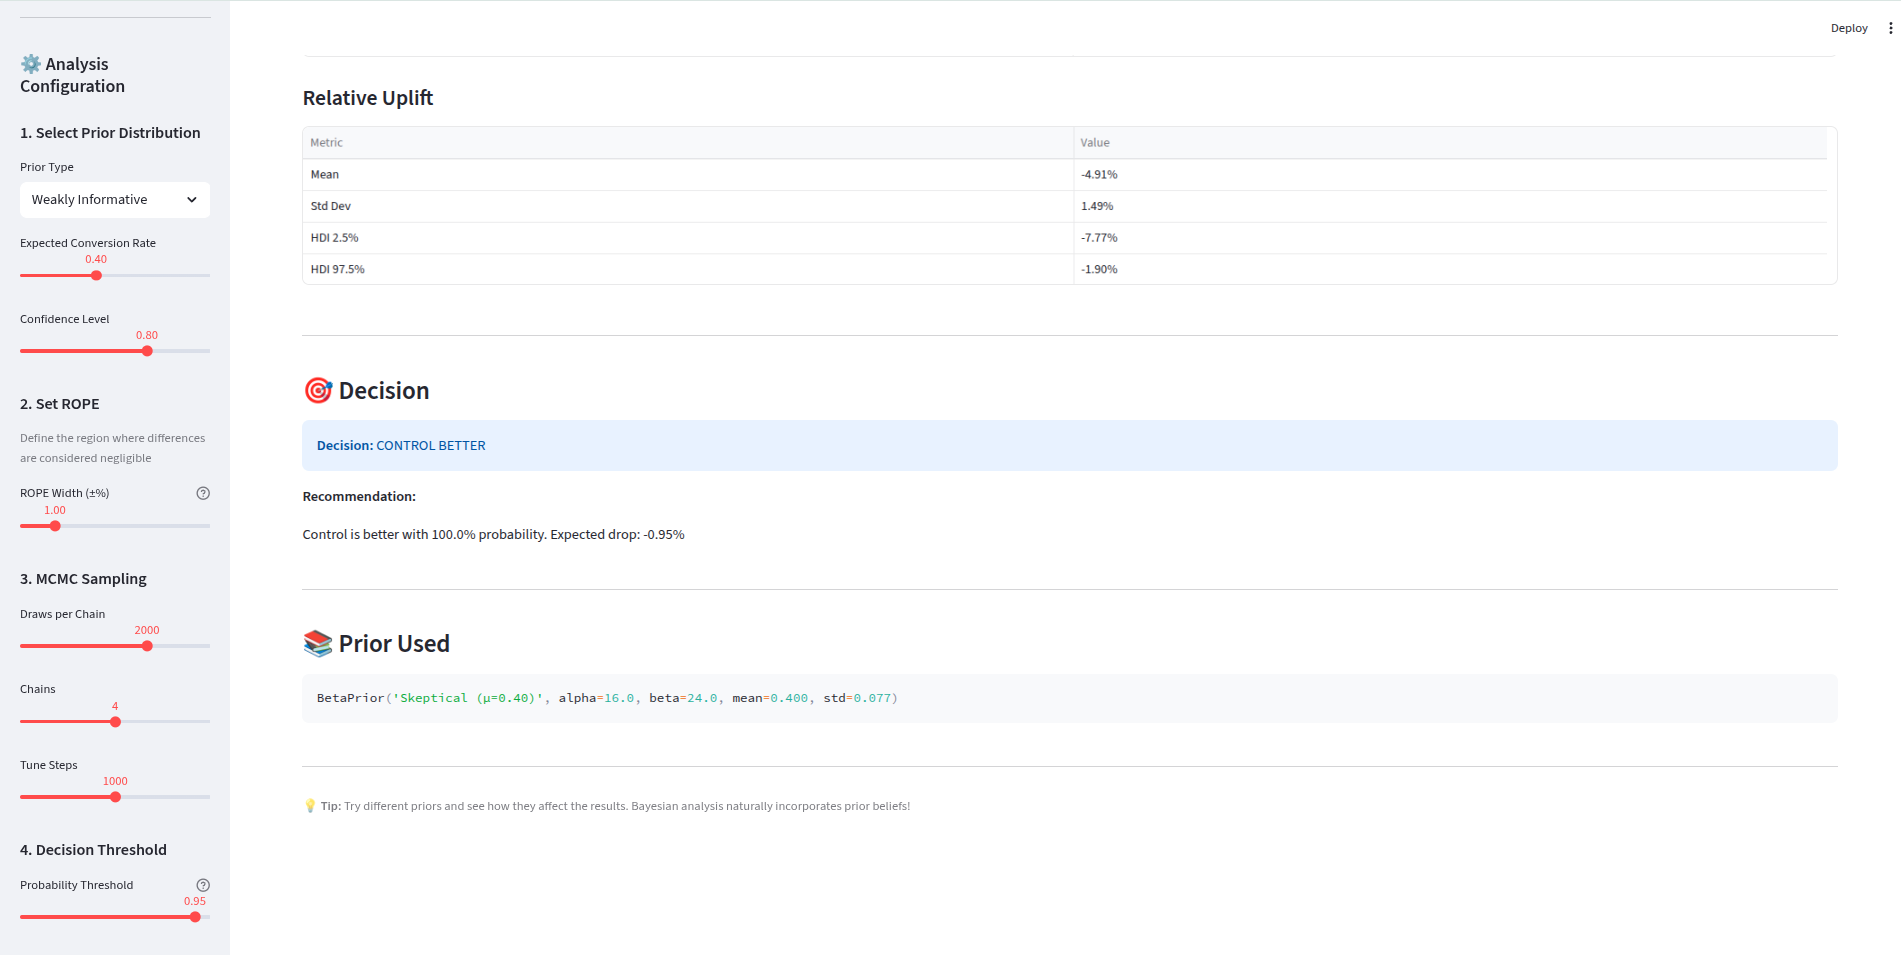 ⚙️ Analysis
Configuration
1. Select Prior Distribution
Prior Type
Weakly Informative
Expected Conversion Rate
0.40
Confidence Level
0.80
2. Set ROPE
Define the region where differences
are considered negligible
ROPE Width (±%)
1.00
3. MCMC Sampling
Draws per Chain
2000
Chains
4
Tune Steps
1000
4. Decision Threshold
Probability Threshold
0.95
Deploy
Relative Uplift
Metric Value
Mean -4.91%
Std Dev 1.49%
HDI 2.5% -7.77%
HDI 97.5% -1.90%
🎯 Decision
Decision: CONTROL BETTER
Recommendation:
Control is better with 100.0% probability. Expected drop: -0.95%
📚 Prior Used
BetaPrior('Skeptical (μ=0.40)', alpha=16.0, beta=24.0, mean=0.400, std=0.077)
💡 Tip: Try different priors and see how they affect the results. Bayesian analysis naturally incorporates prior beliefs!